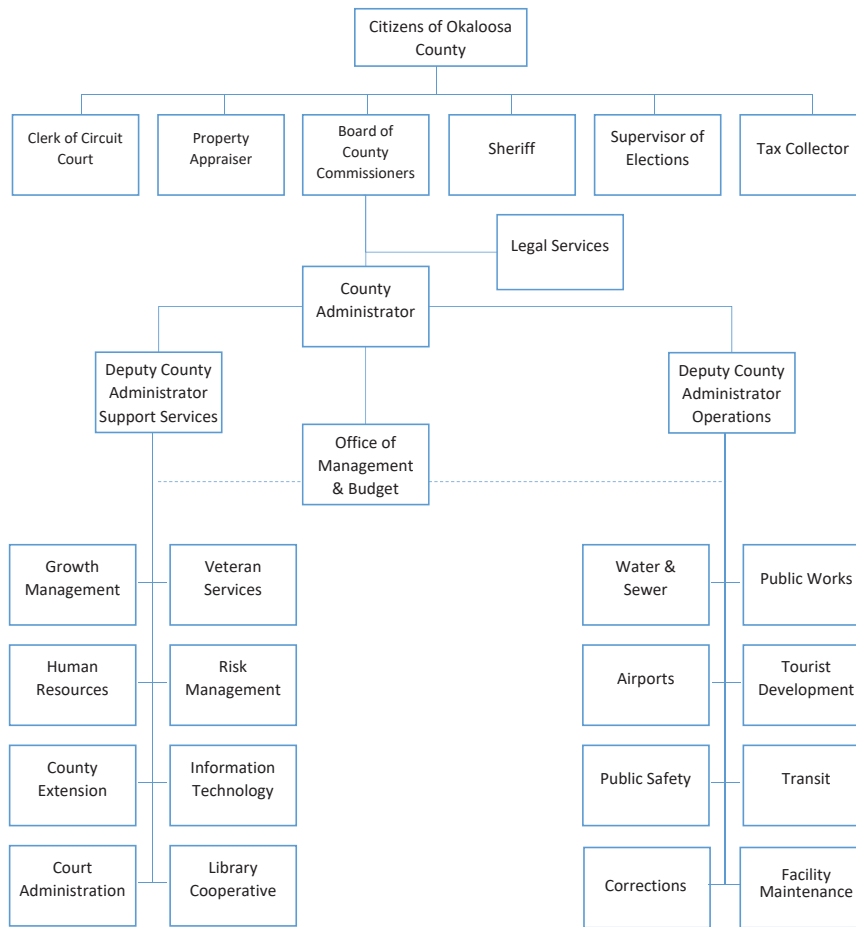 Citizens of Okaloosa
County
Clerk of Circuit
Court
Property
Appraiser
Board of
County
Commissioners
Sheriff
Supervisor of
Elections
Tax Collector
Legal Services
County
Administrator
Deputy County
Administrator
Support Services
Deputy County
Administrator
Operations
Office of
Management
& Budget
Growth
Management
Veteran
Services
Water &
Sewer
Public Works
Human
Resources
Risk
Management
Airports
Tourist
Development
County
Extension
Information
Technology
Public Safety
Transit
Court
Administration
Library
Cooperative
Corrections
Facility
Maintenance